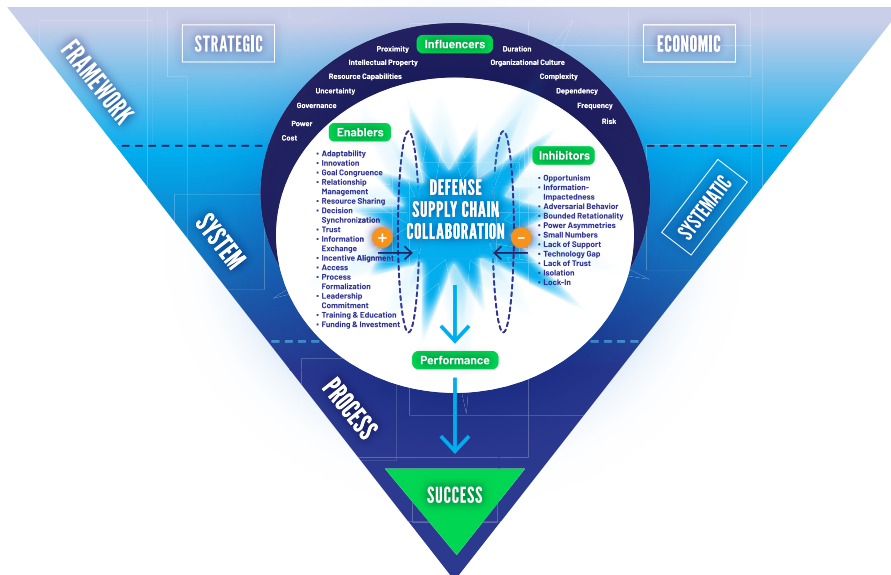 FRAMEWORK
STRATEGIC
ECONOMIC
Influencers
Proximity
Intellectual Property
Resource Capabilities
Uncertainty
Governance
Power
Cost
Duration
Organizational Culture
Complexity
Dependency
Frequency
Risk
Enablers
• Adaptability
• Innovation
• Goal Congruence
• Relationship
Management
• Resource Sharing
• Decision
Synchronization
• Trust
• Information
Exchange
• Incentive Alignment
• Access
• Process
Formalization
• Leadership
Commitment
• Training & Education
• Funding & Investment
+
DEFENSE
SUPPLY CHAIN
COLLABORATION
−
Inhibitors
• Opportunism
• Information-
Impactedness
• Adversarial Behavior
• Bounded Retationality
• Power Asymmetries
• Small Numbers
• Lack of Support
• Technology Gap
• Lack of Trust
• Isolation
• Lock-In
SYSTEM
SYSTEMATIC
Performance
PROCESS
SUCCESS